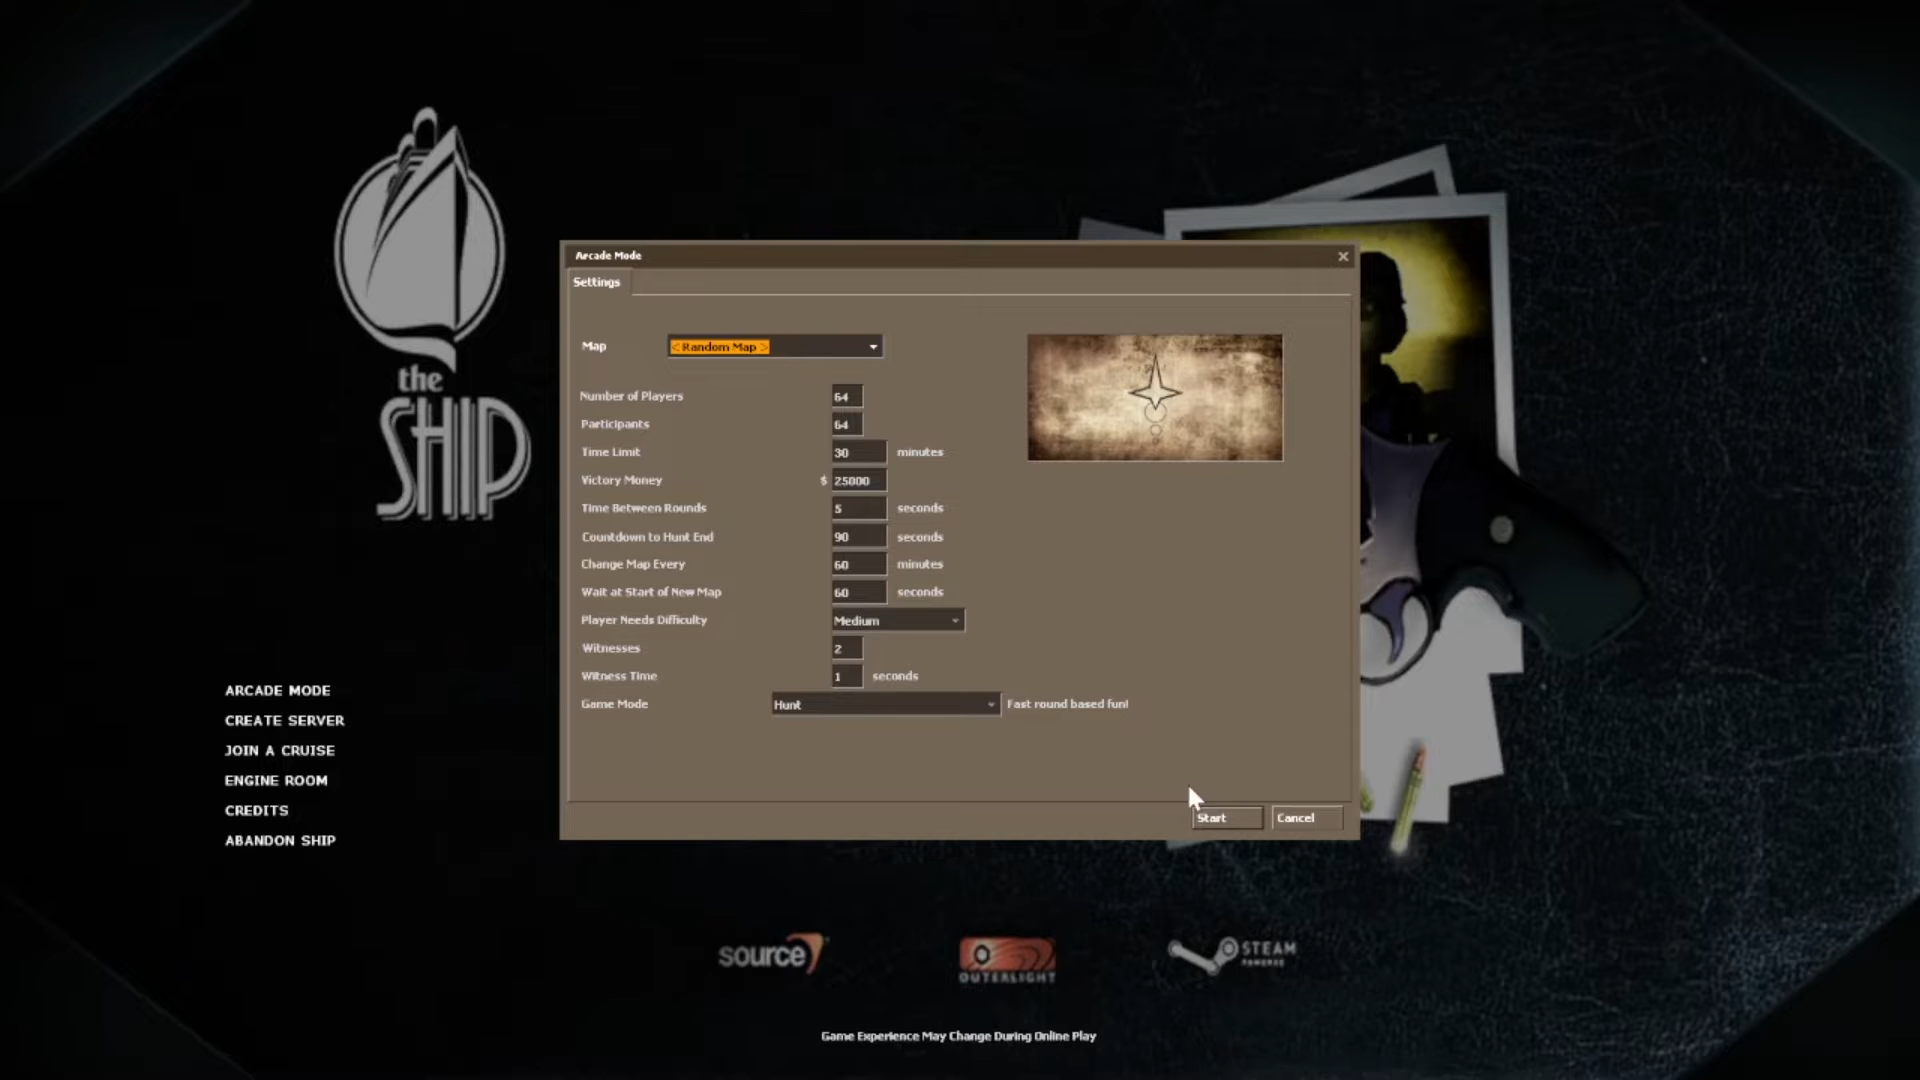 the
SHIP
ARCADE MODE
CREATE SERVER
JOIN A CRUISE
ENGINE ROOM
CREDITS
ABANDON SHIP
Arcade Mode
Settings
Map < Random Map >
Number of Players 64
Participants 64
Time Limit 30 minutes
Victory Money $ 25000
Time Between Rounds 5 seconds
Countdown to Hunt End 90 seconds
Change Map Every 60 minutes
Wait at Start of New Map 60 seconds
Player Needs Difficulty Medium
Witnesses 2
Witness Time 1 seconds
Game Mode Hunt Fast round based fun!
Start Cancel
source
OUTERLIGHT
STEAM
POWERED
Game Experience May Change During Online Play